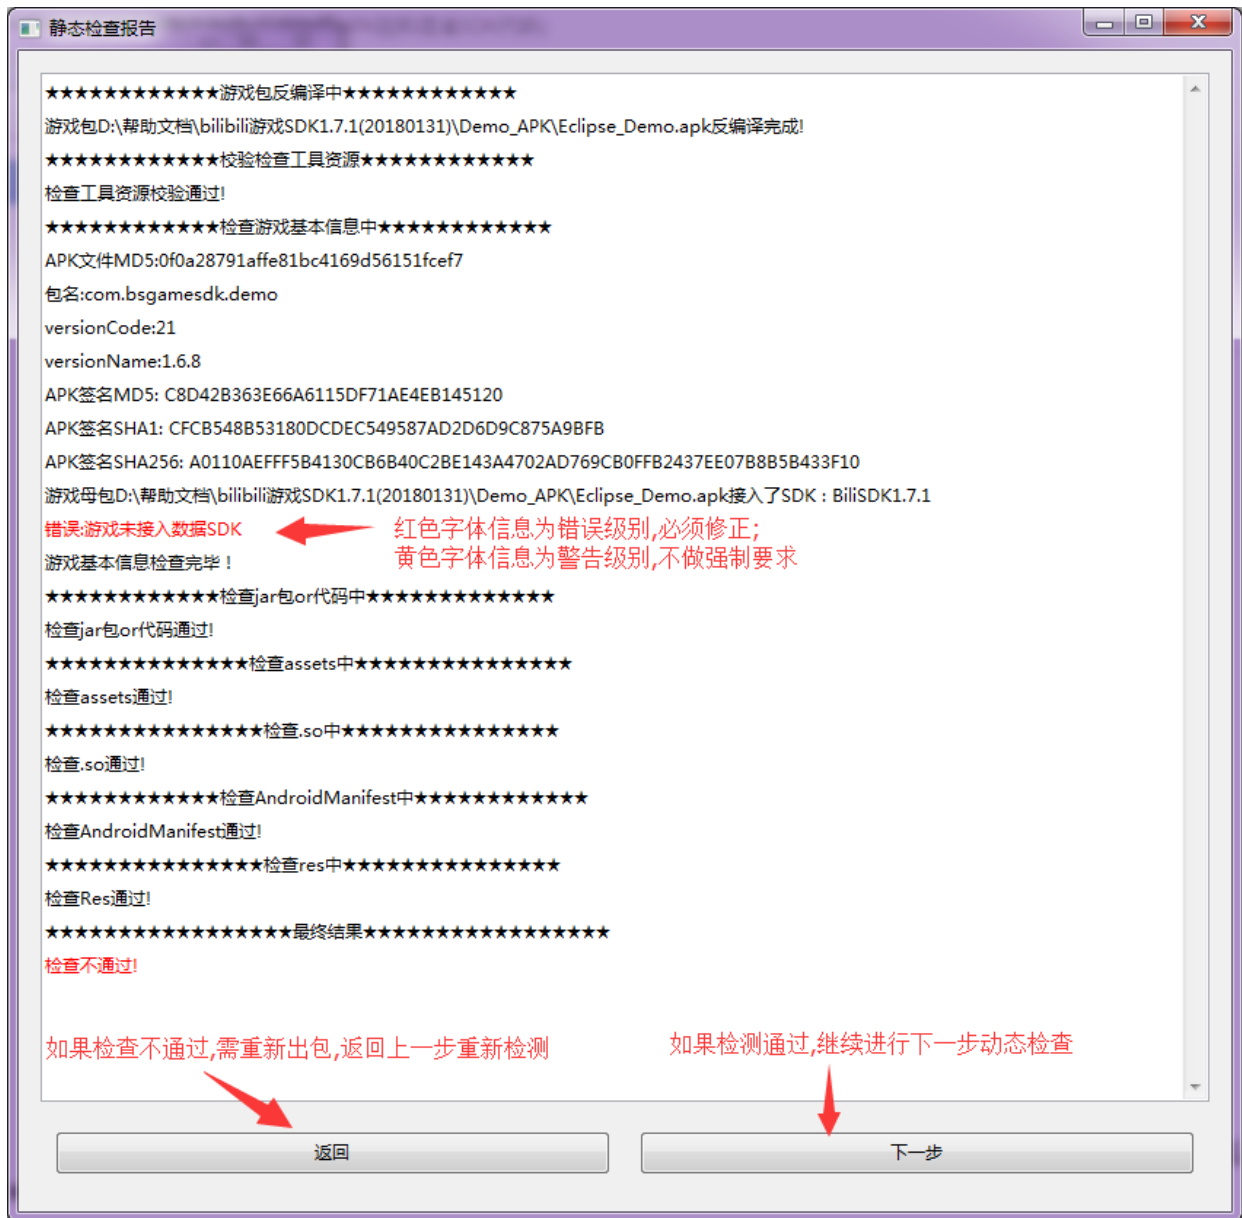 静态检查报告
★★★★★★★★★★★★游戏包反编译中★★★★★★★★★★★★
游戏包D:\帮助文档\bilibili游戏SDK1.7.1(20180131)\Demo_APK\Eclipse_Demo.apk反编译完成!
★★★★★★★★★★★★校验检查工具资源★★★★★★★★★★★★
检查工具资源校验通过!
★★★★★★★★★★★★检查游戏基本信息中★★★★★★★★★★★★
APK文件MD5:0f0a28791affe81bc4169d56151fcef7
包名:com.bsgamesdk.demo
versionCode:21
versionName:1.6.8
APK签名MD5: C8D42B363E66A6115DF71AE4EB145120
APK签名SHA1: CFCB548B53180DCDEC549587AD2D6D9C875A9BFB
APK签名SHA256: A0110AEFFF5B4130CB6B40C2BE143A4702AD769CB0FFB2437EE07B8B5B433F10
游戏母包D:\帮助文档\bilibili游戏SDK1.7.1(20180131)\Demo_APK\Eclipse_Demo.apk接入了SDK：BiliSDK1.7.1
错误:游戏未接入数据SDK
红色字体信息为错误级别,必须修正;
黄色字体信息为警告级别,不做强制要求
游戏基本信息检查完毕！
★★★★★★★★★★★★检查jar包or代码中★★★★★★★★★★★★★
检查jar包or代码通过!
★★★★★★★★★★★★★★检查assets中★★★★★★★★★★★★★★★
检查assets通过!
★★★★★★★★★★★★★★★检查.so中★★★★★★★★★★★★★★★
检查.so通过!
★★★★★★★★★★★★检查AndroidManifest中★★★★★★★★★★★★
检查AndroidManifest通过!
★★★★★★★★★★★★★★★检查res中★★★★★★★★★★★★★★★
检查Res通过!
★★★★★★★★★★★★★★★★★最终结果★★★★★★★★★★★★★★★★★
检查不通过!
如果检查不通过,需重新出包,返回上一步重新检测
如果检测通过,继续进行下一步动态检查
返回
下一步